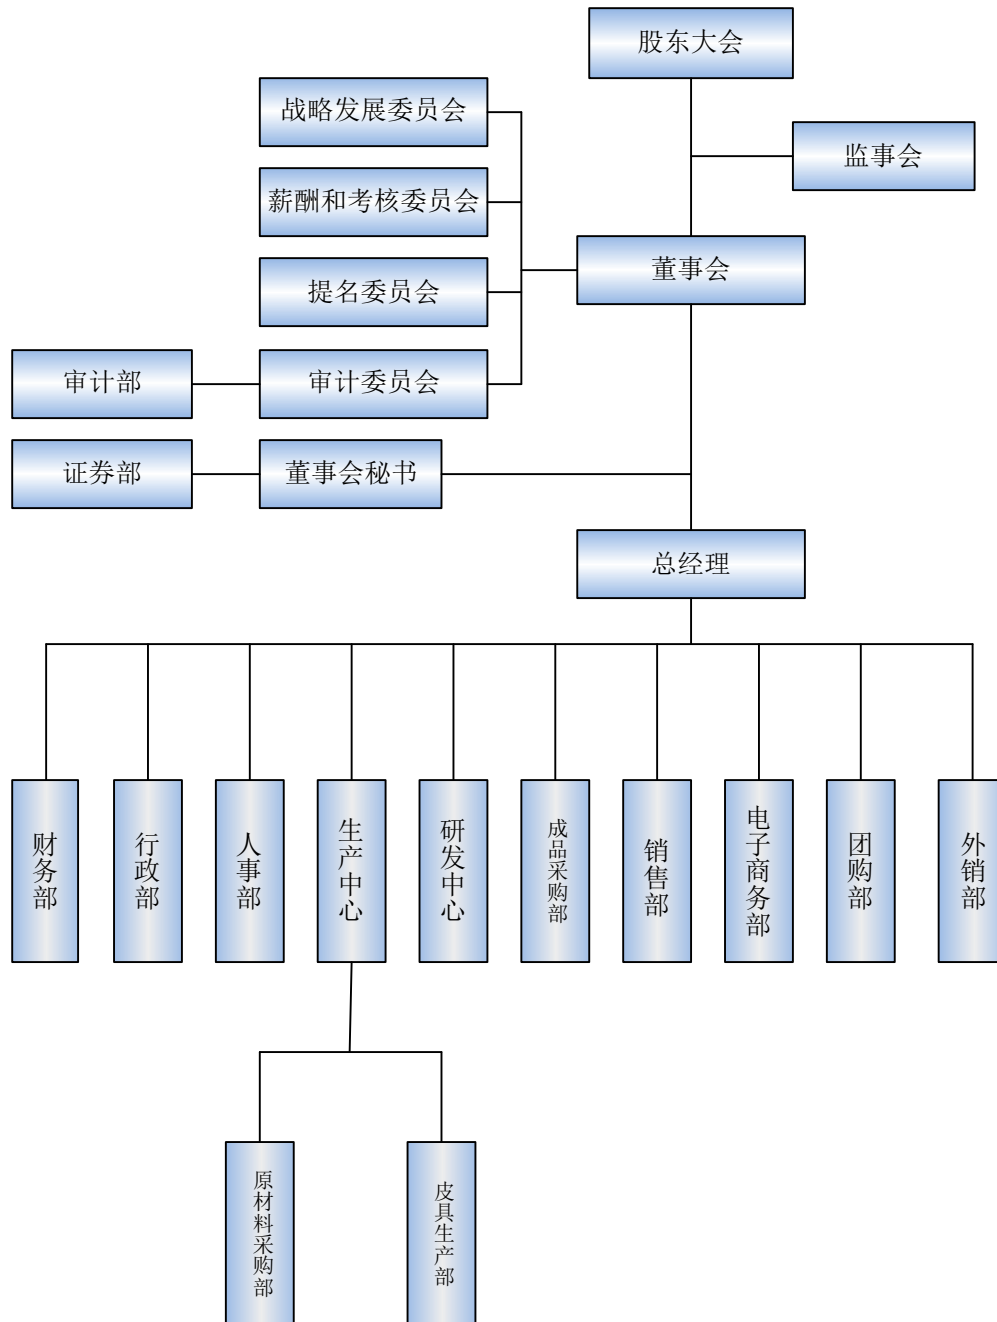 股东大会
战略发展委员会
监事会
薪酬和考核委员会
董事会
提名委员会
审计部
审计委员会
证券部
董事会秘书
总经理
财务部
行政部
人事部
生产中心
研发中心
成品采购部
销售部
电子商务部
团购部
外销部
原材料采购部
皮具生产部